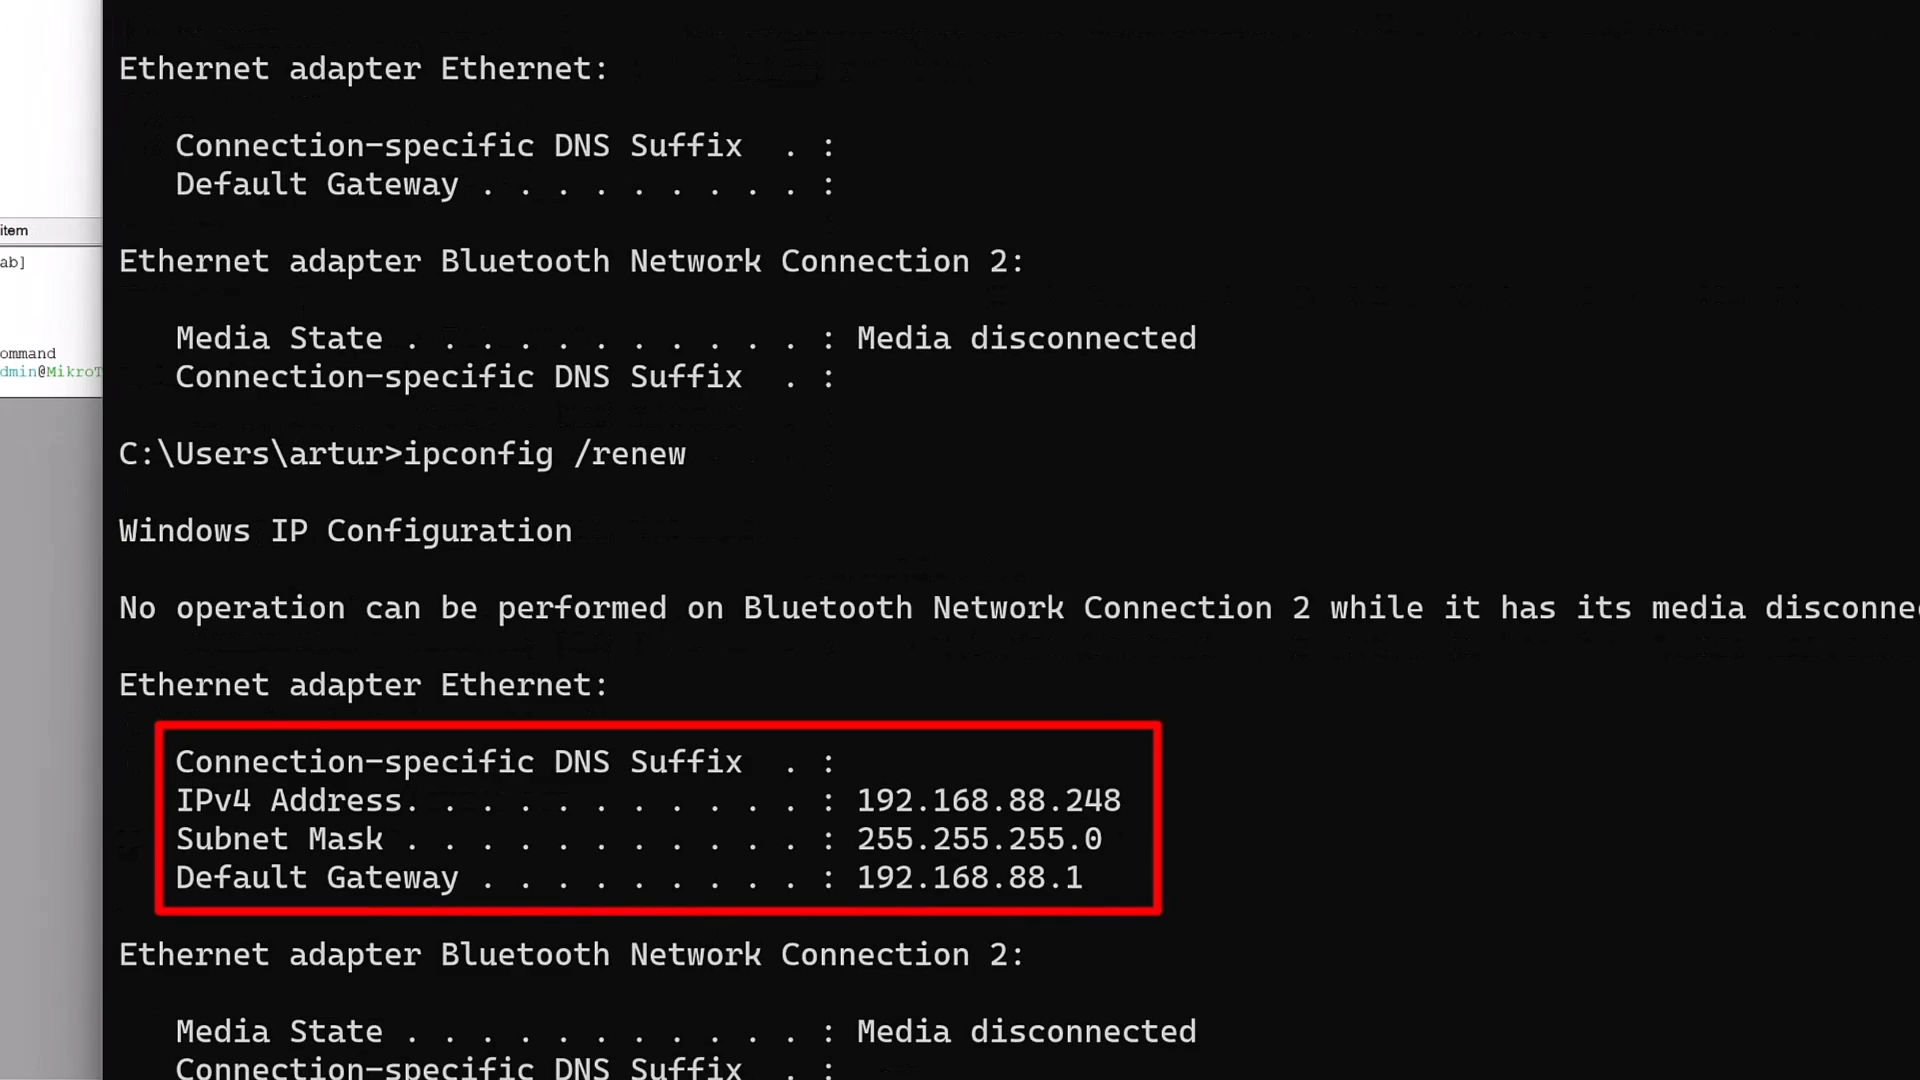 Ethernet adapter Ethernet:
Connection-specific DNS Suffix  . :
Default Gateway . . . . . . . . . :
item
ab]
Ethernet adapter Bluetooth Network Connection 2:
Media State . . . . . . . . . . . : Media disconnected
ommand
dmin@MikroT
Connection-specific DNS Suffix  . :
C:\Users\artur>ipconfig /renew
Windows IP Configuration
No operation can be performed on Bluetooth Network Connection 2 while it has its media disconne
Ethernet adapter Ethernet:
Connection-specific DNS Suffix  . :
IPv4 Address. . . . . . . . . . . : 192.168.88.248
Subnet Mask . . . . . . . . . . . : 255.255.255.0
Default Gateway . . . . . . . . . : 192.168.88.1
Ethernet adapter Bluetooth Network Connection 2:
Media State . . . . . . . . . . . : Media disconnected
Connection-specific DNS Suffix  . :